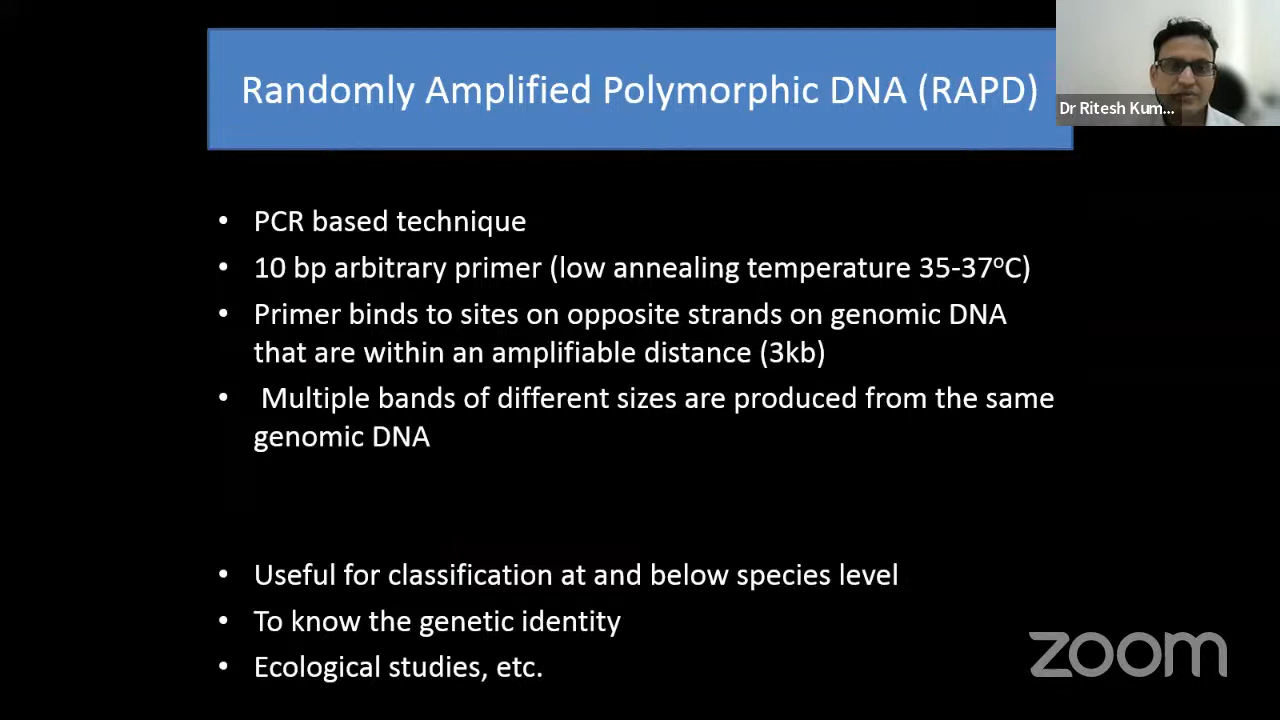 Randomly Amplified Polymorphic DNA (RAPD)
Dr Ritesh Kum...
• PCR based technique
• 10 bp arbitrary primer (low annealing temperature 35-37°C)
• Primer binds to sites on opposite strands on genomic DNA
that are within an amplifiable distance (3kb)
• Multiple bands of different sizes are produced from the same
genomic DNA
• Useful for classification at and below species level
• To know the genetic identity
• Ecological studies, etc.
zoom